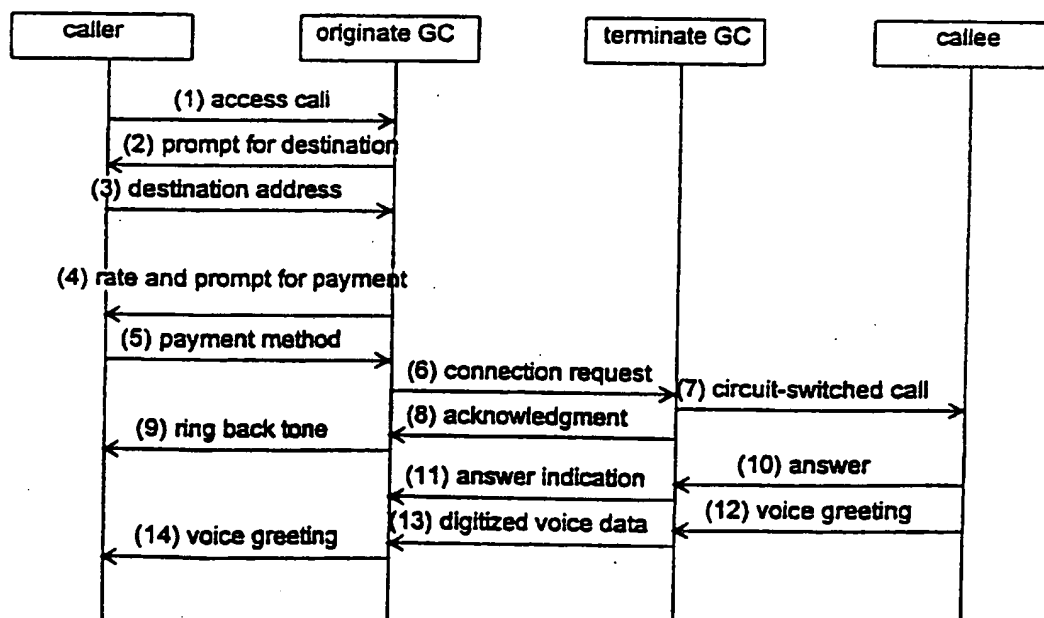 caller
originate GC
terminate GC
callee
(1) access call
(2) prompt for destination
(3) destination address
(4) rate and prompt for payment
(5) payment method
(6) connection request
(7) circuit-switched call
(8) acknowledgment
(9) ring back tone
(10) answer
(11) answer indication
(12) voice greeting
(13) digitized voice data
(14) voice greeting